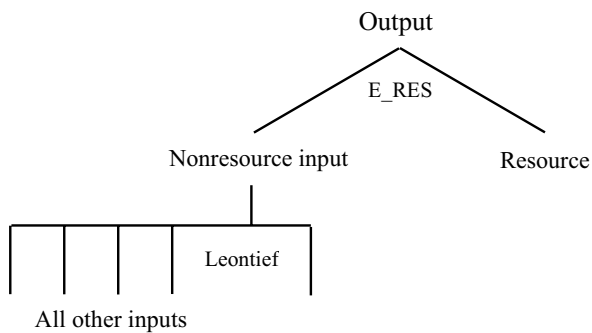 Output
E_RES
Nonresource input
Resource
Leontief
All other inputs